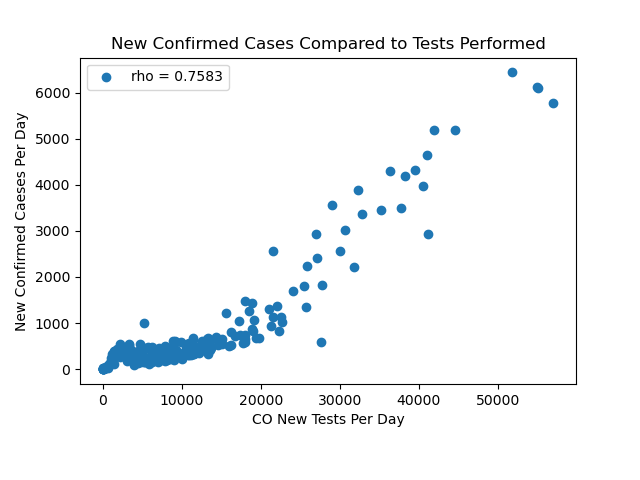 New Confirmed Cases Compared to Tests Performed
rho = 0.7583
6000
5000
4000
3000
2000
1000
0
New Confirmed Caeses Per Day
0 10000 20000 30000 40000 50000
CO New Tests Per Day